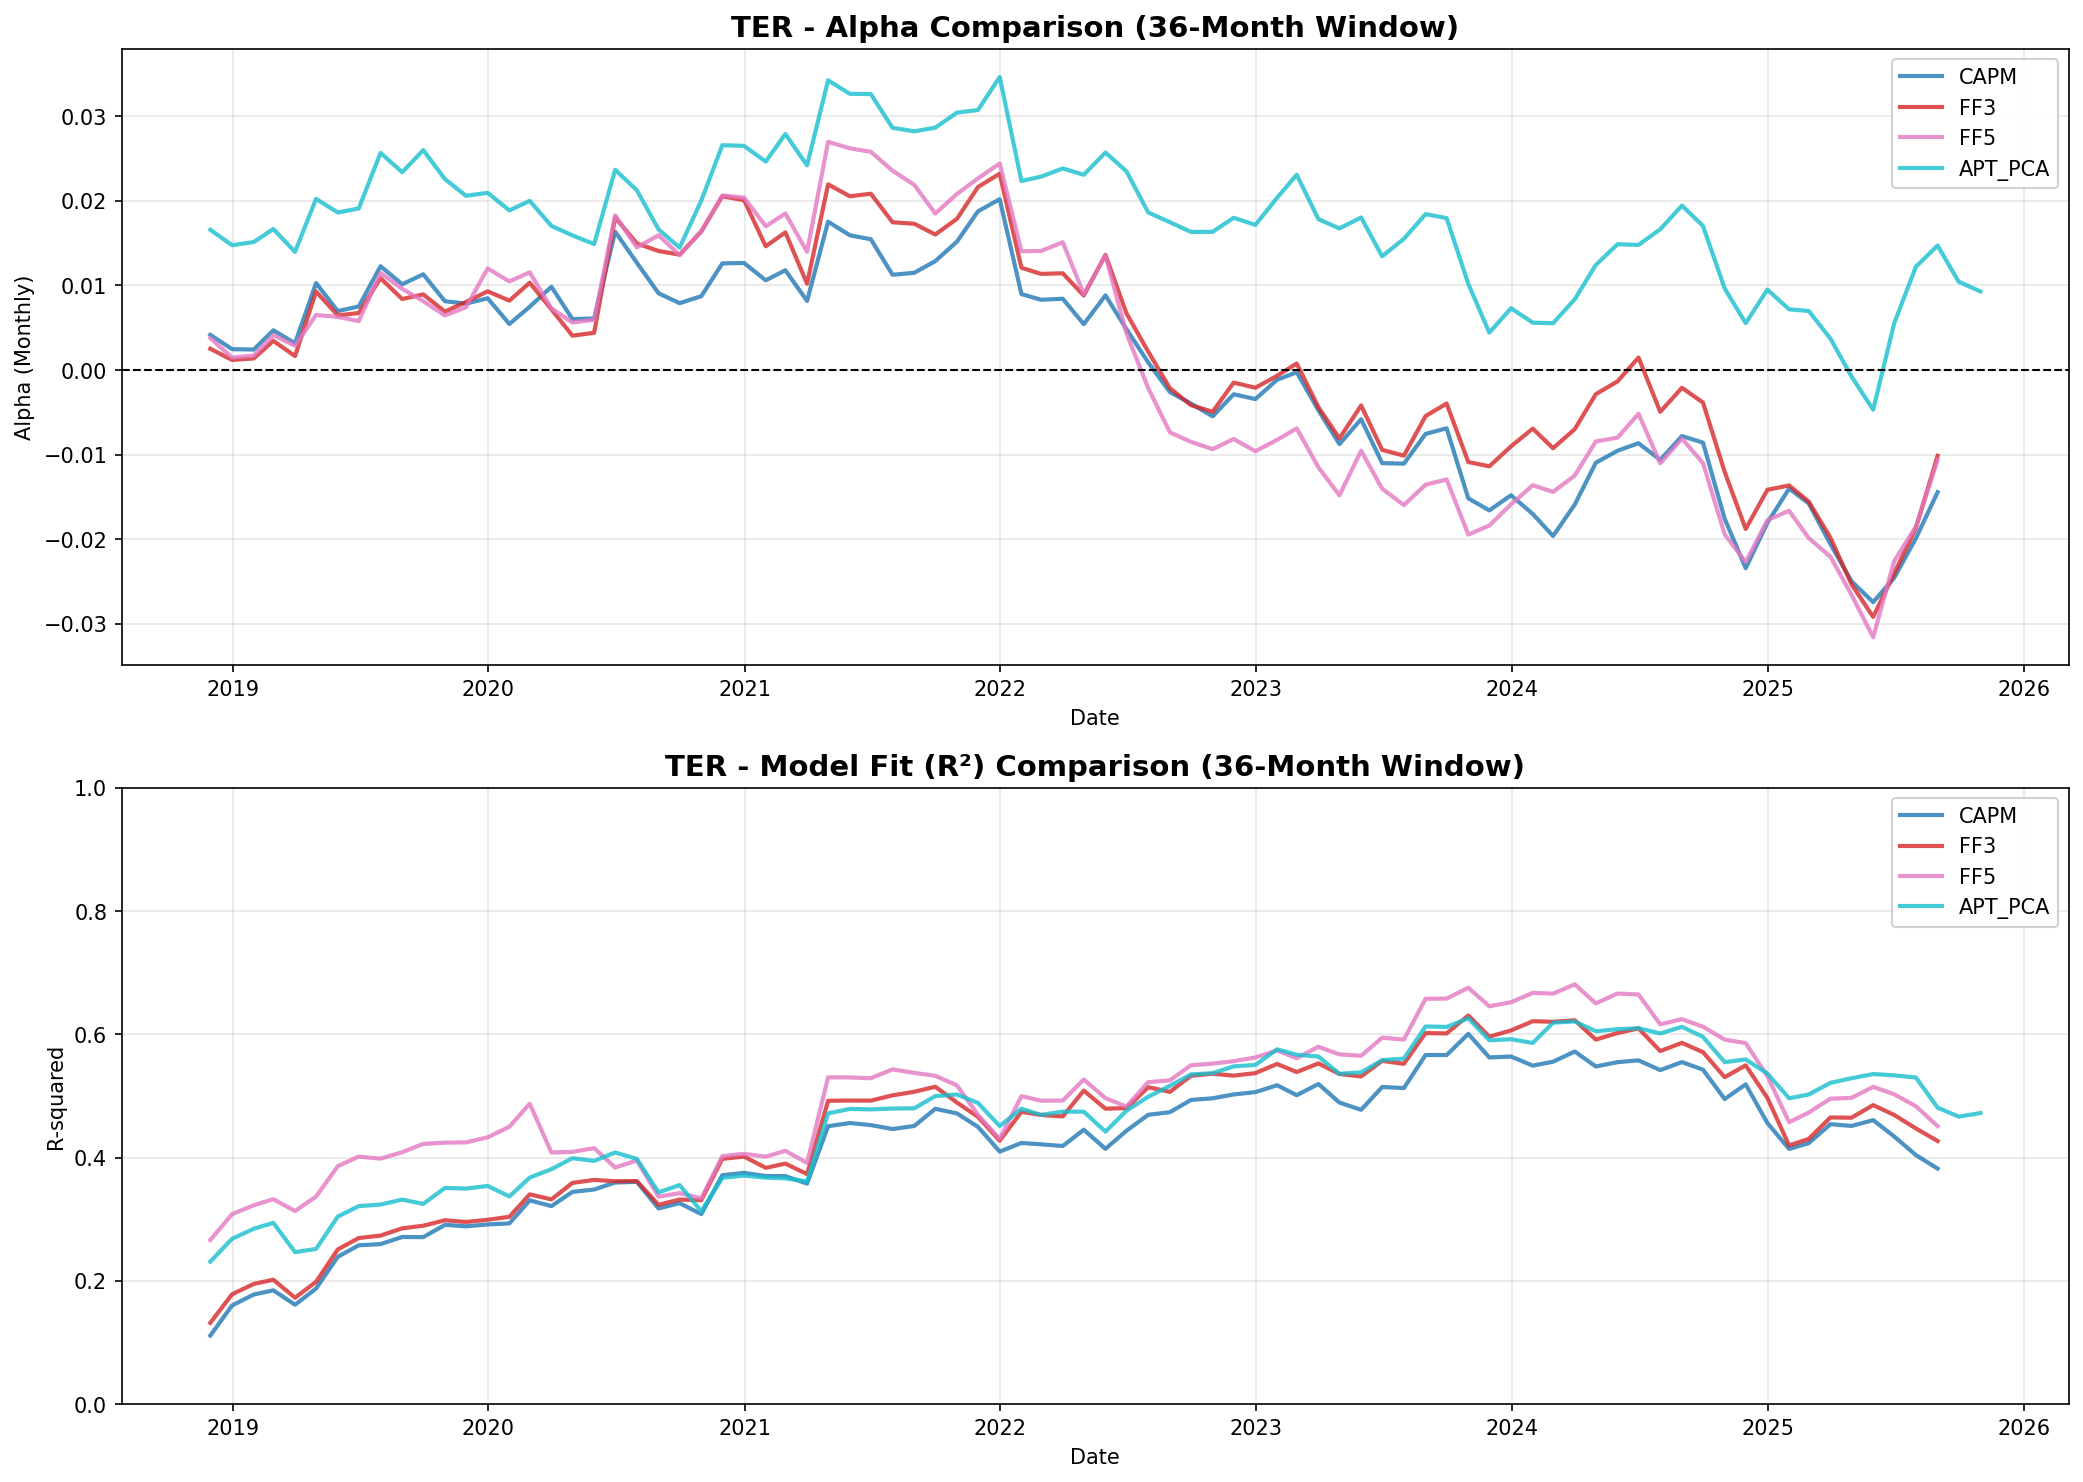 TER - Alpha Comparison (36-Month Window)
CAPM
FF3
FF5
APT_PCA
0.03
0.02
0.01
0.00
−0.01
−0.02
−0.03
Alpha (Monthly)
2019 2020 2021 2022 2023 2024 2025 2026
Date
TER - Model Fit (R²) Comparison (36-Month Window)
CAPM
FF3
FF5
APT_PCA
1.0
0.8
0.6
0.4
0.2
0.0
R-squared
2019 2020 2021 2022 2023 2024 2025 2026
Date